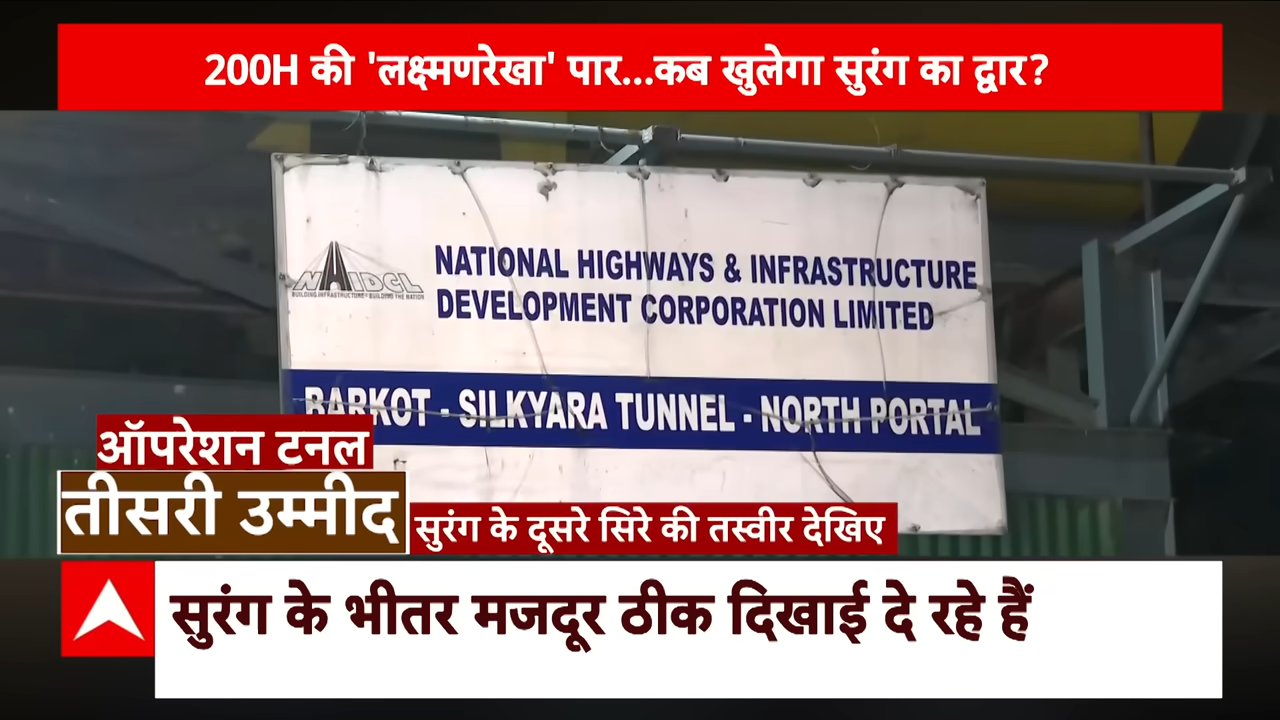 200H की 'लक्ष्मणरेखा' पार...कब खुलेगा सुरंग का द्वार?
NHIDCL
BUILDING INFRASTRUCTURE - BUILDING THE NATION
NATIONAL HIGHWAYS & INFRASTRUCTURE
DEVELOPMENT CORPORATION LIMITED
BARKOT - SILKYARA TUNNEL - NORTH PORTAL
ऑपरेशन टनल
तीसरी उम्मीद
सुरंग के दूसरे सिरे की तस्वीर देखिए
सुरंग के भीतर मजदूर ठीक दिखाई दे रहे हैं